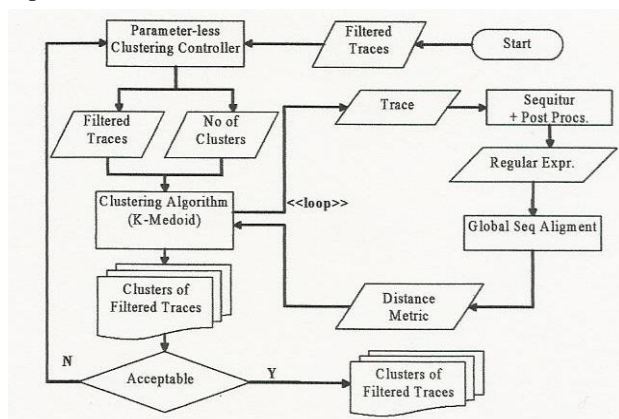 Parameter-less
Clustering Controller
Filtered
Traces
Start
Filtered
Traces
No of
Clusters
Trace
Sequitur
+ Post Procs.
Regular Expr.
Clustering Algorithm
(K-Medoid)
<<loop>>
Global Seq Aligment
Clusters of
Filtered Traces
Distance
Metric
N
Acceptable
Y
Clusters of
Filtered Traces